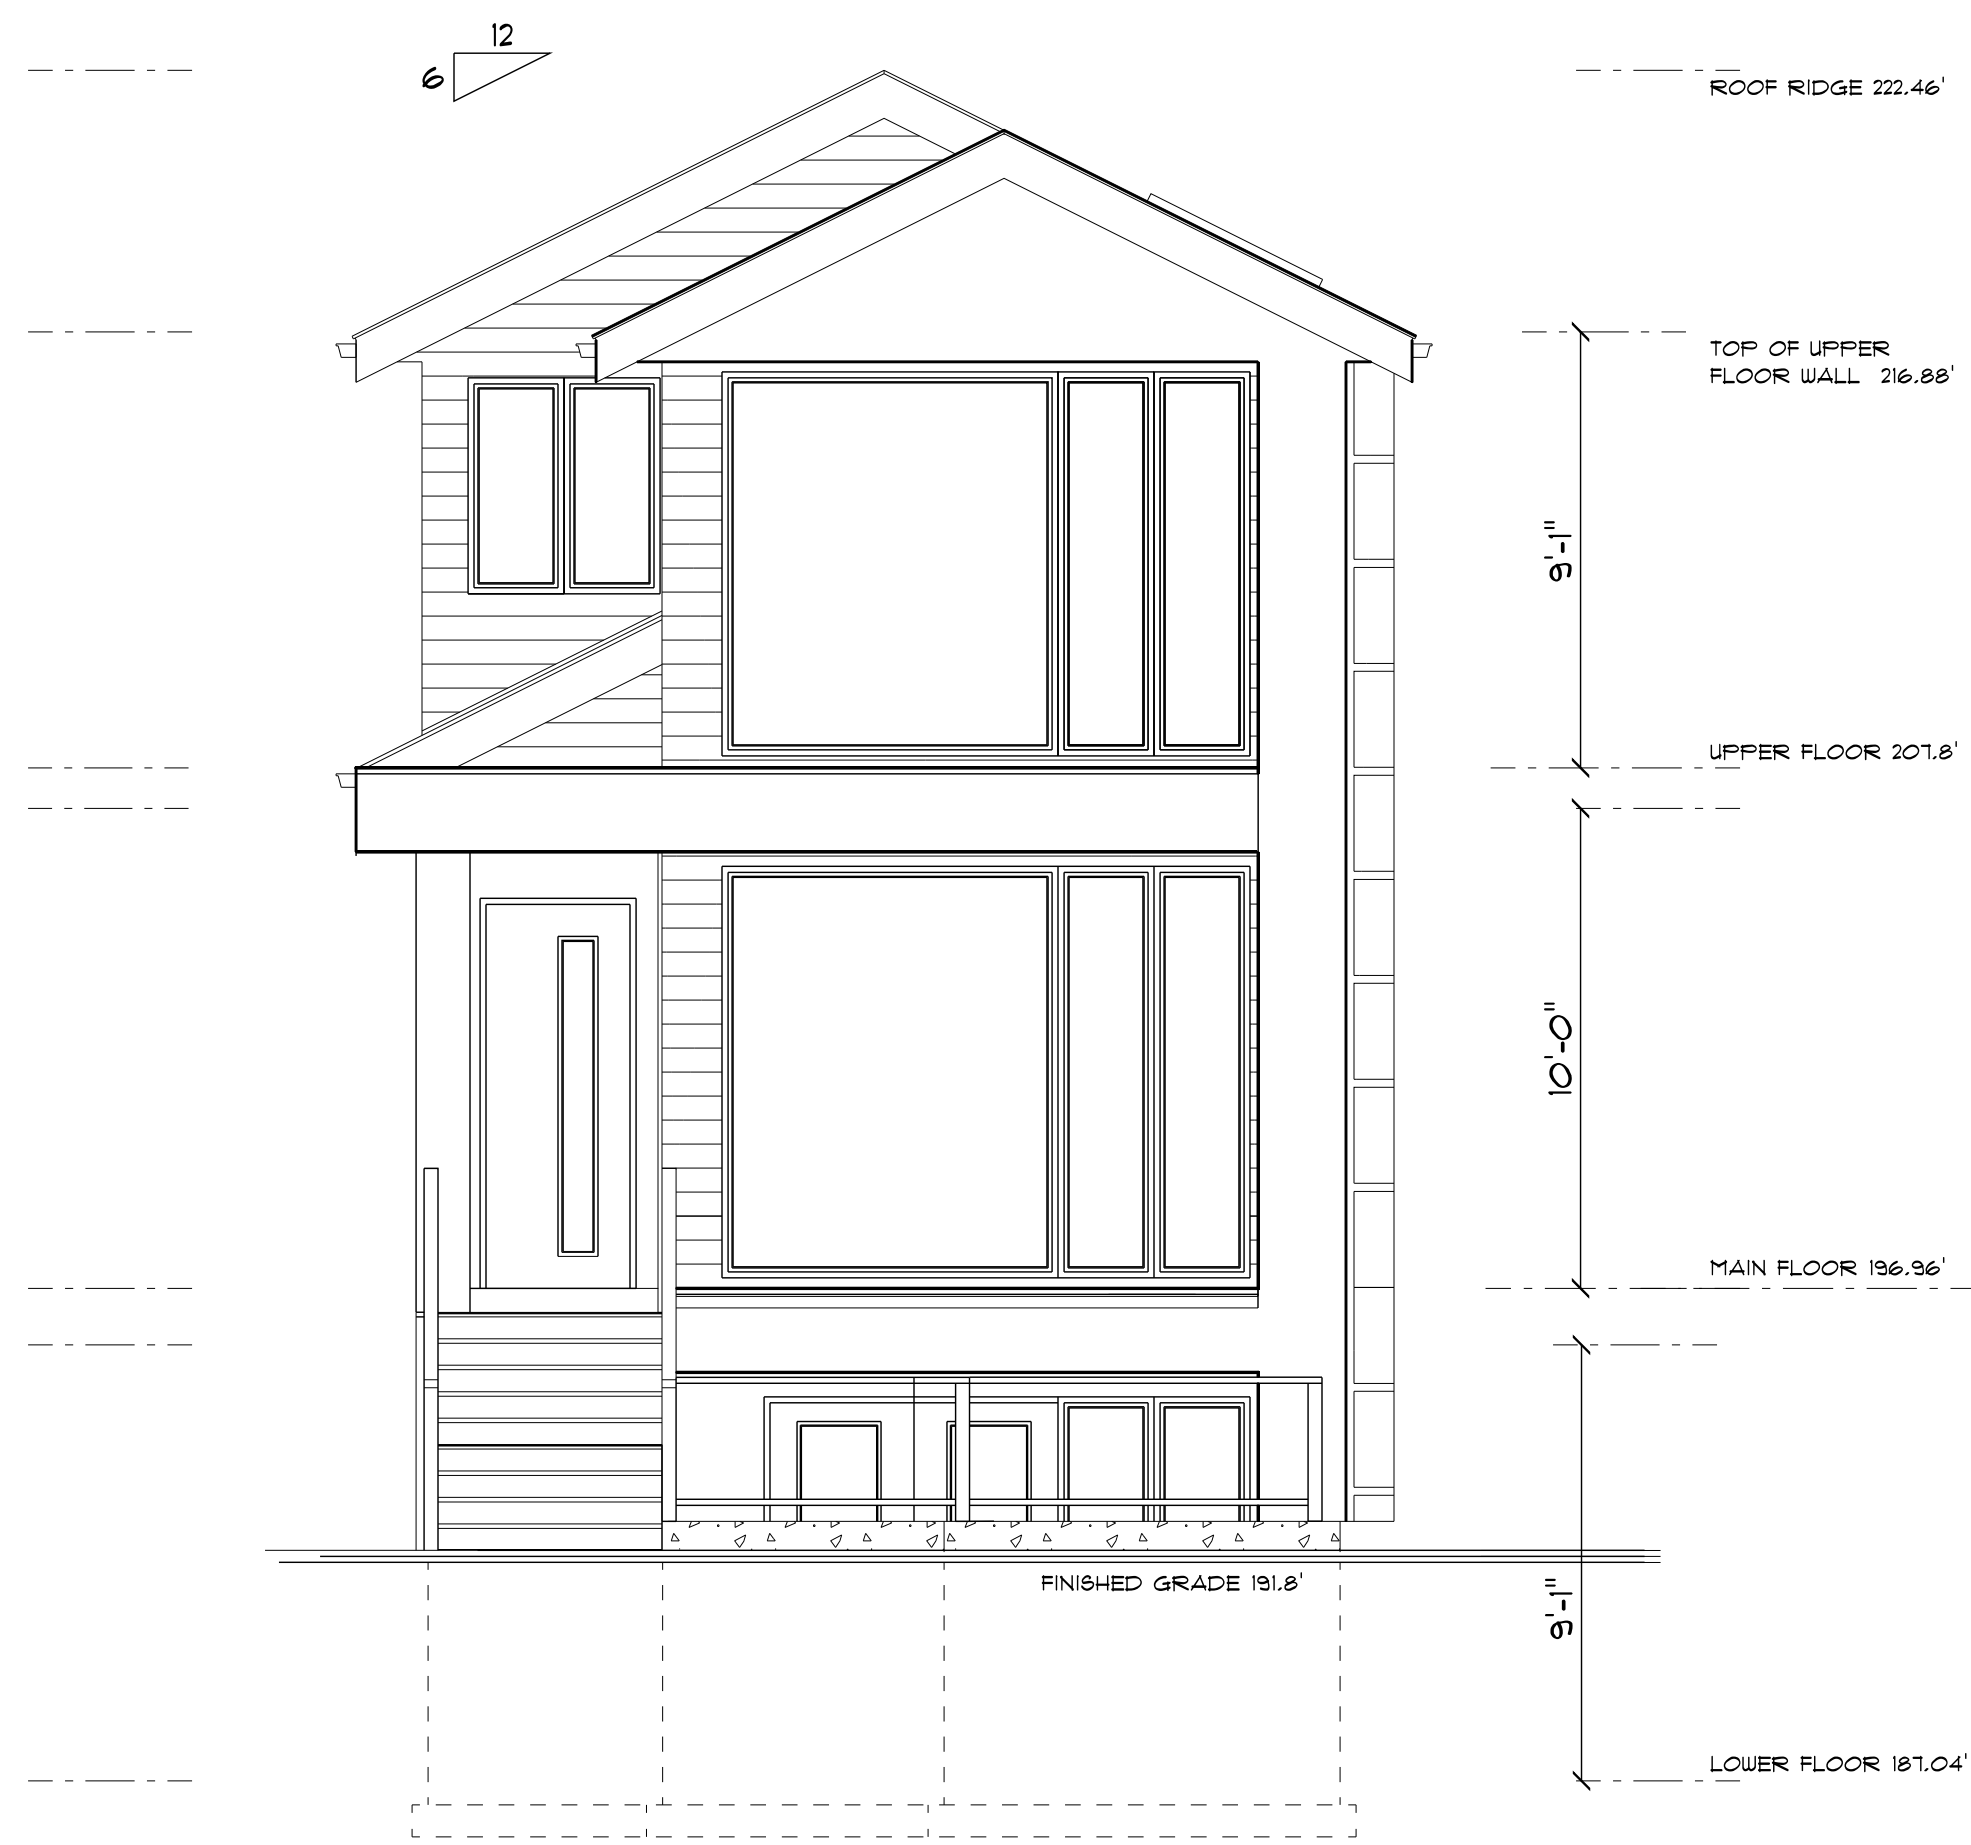 12
6
ROOF RIDGE 222.46'
TOP OF UPPER
FLOOR WALL 216.88'
9'-1"
UPPER FLOOR 207.8'
10'-0"
MAIN FLOOR 196.96'
FINISHED GRADE 191.8'
9'-1"
LOWER FLOOR 187.04'